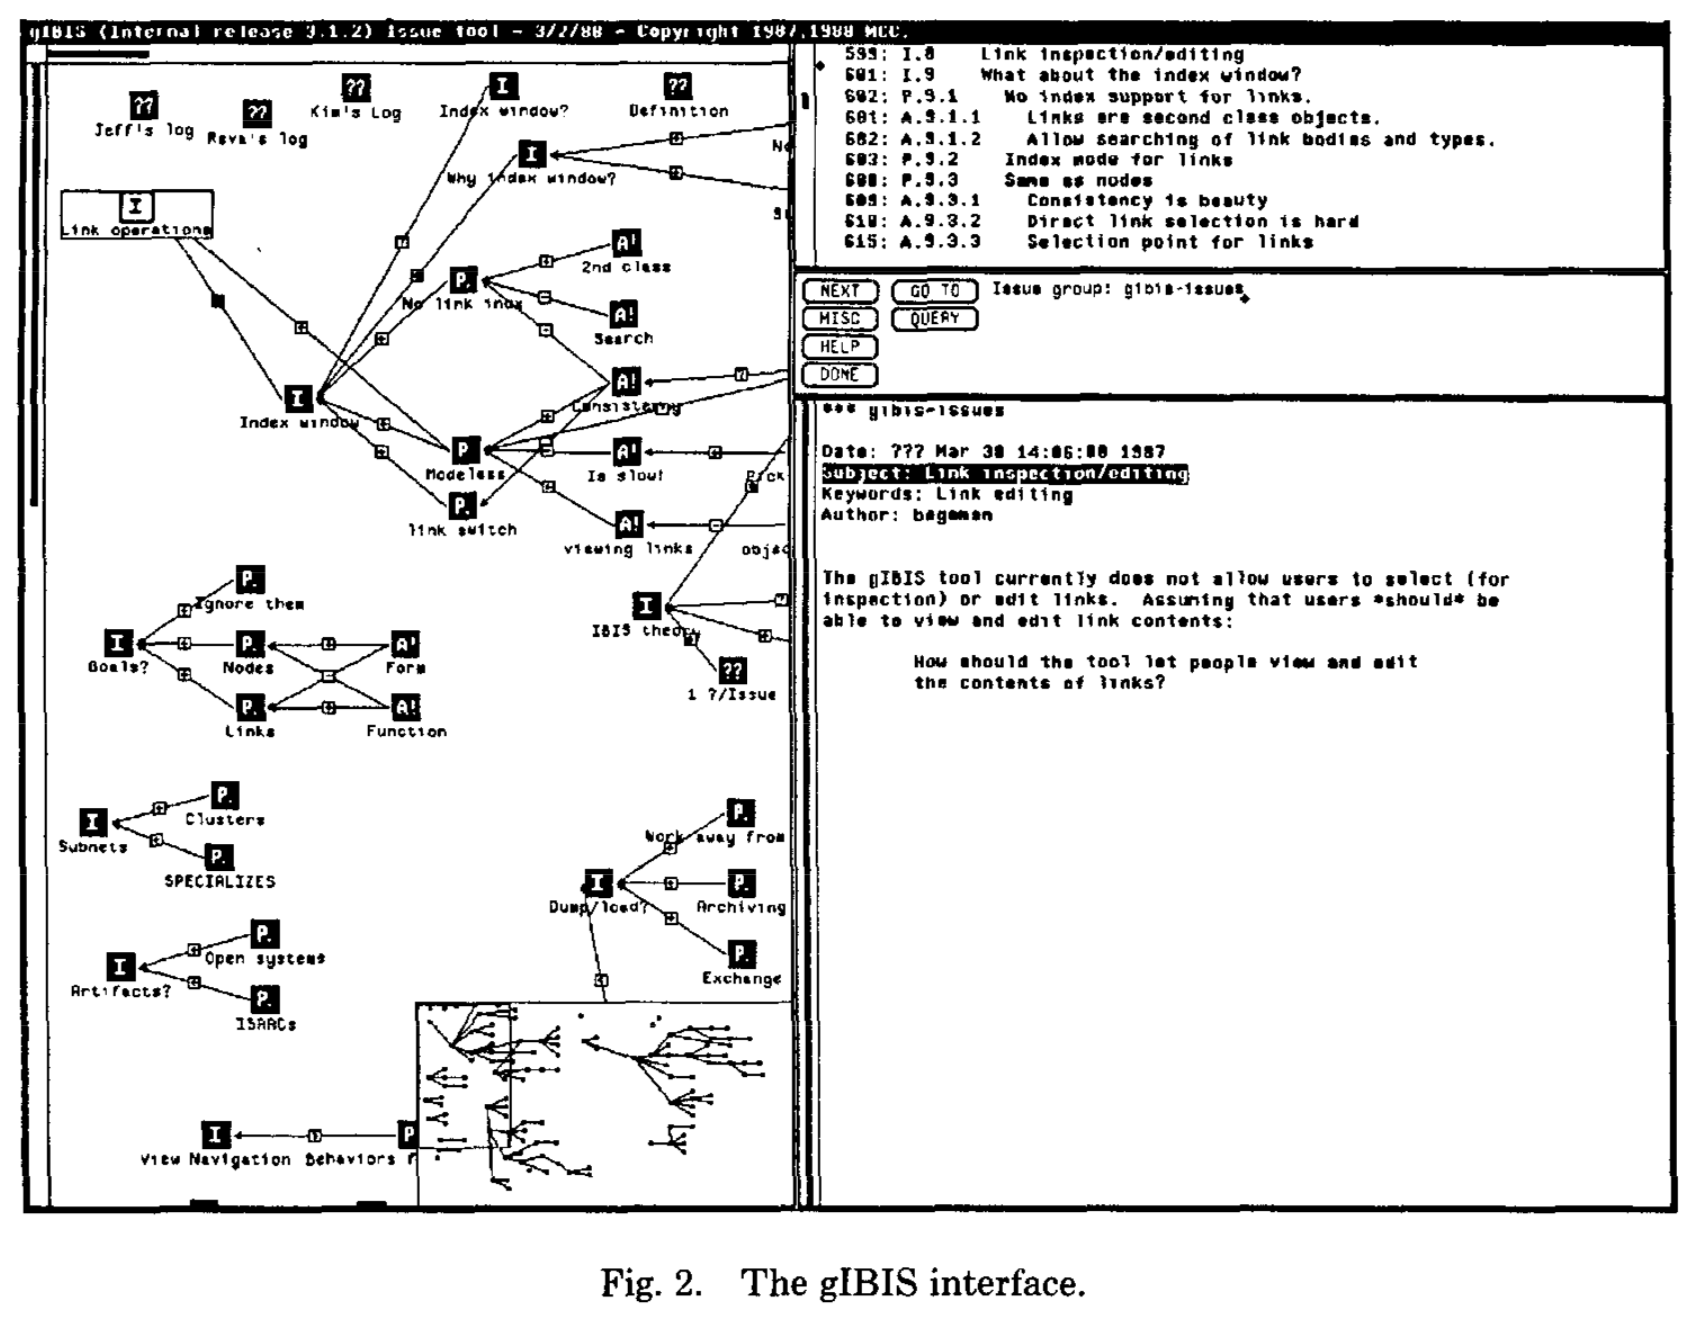 gIBIS (Internal release 3.1.2) Issue tool - 3/2/88 - Copyright 1987,1988 MCC.
??
Jeff's log
??
Reva's log
??
Kim's Log
I
Index window?
??
Definition
I
Why index window?
I
Link operations
P.
No link index
A!
2nd class
A!
Search
I
Index window
A!
Consistency
P.
Modeless
A!
Is slow!
P.
link switch
A!
viewing links
objec
P.
Ignore them
I
Goals?
P.
Nodes
A!
Form
P.
Links
A!
Function
I
IBIS theory
??
1 ?/Issue
P.
Clusters
I
Subnets
P.
SPECIALIZES
P.
Work away from
I
Dump/load?
P.
Archiving
P.
Exchange
P.
Open systems
I
Artifacts?
P.
ISAACs
I
View Navigation
P
Behaviors
I.8 Link inspection/editing
I.9 What about the index window?
P.9.1 No index support for links.
A.9.1.1 Links are second class objects.
A.9.1.2 Allow searching of link bodies and types.
P.9.2 Index mode for links
P.9.3 Same as nodes
A.9.3.1 Consistency is beauty
A.9.3.2 Direct link selection is hard
615: A.9.3.3 Selection point for links
NEXT GO TO Issue group: gibis-issues
MISC QUERY
HELP
DONE
*** gibis-issues
Date: ??? Mar 30 14:06:00 1987
Subject: Link inspection/editing
Keywords: Link editing
Author: begeman
The gIBIS tool currently does not allow users to select (for
inspection) or edit links. Assuming that users *should* be
able to view and edit link contents:
How should the tool let people view and edit
the contents of links?
Fig. 2. The gIBIS interface.